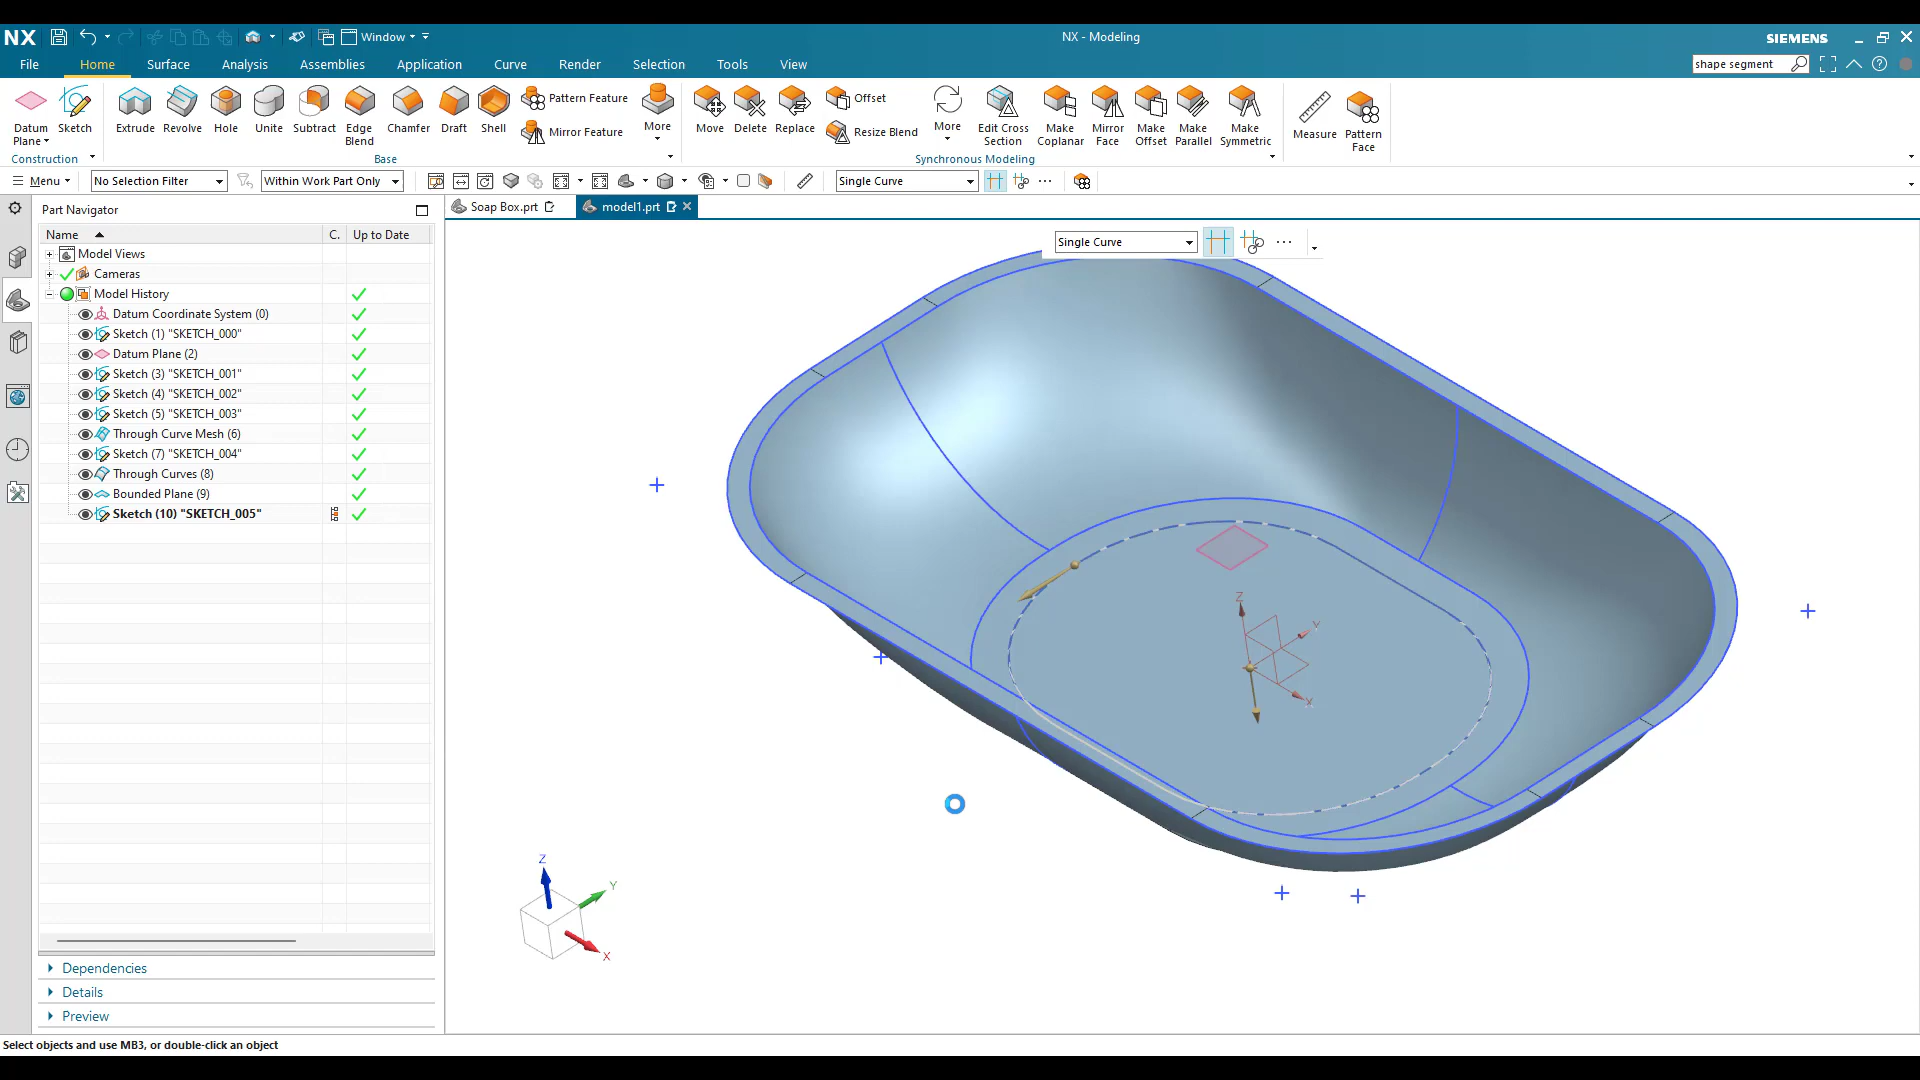 NX
Window
NX - Modeling
SIEMENS
File
Home
Surface
Analysis
Assemblies
Application
Curve
Render
Selection
Tools
View
shape segment
Datum Plane
Sketch
Extrude
Revolve
Hole
Unite
Subtract
Edge Blend
Chamfer
Draft
Shell
Pattern Feature
Mirror Feature
More
Move
Delete
Replace
Offset
Resize Blend
More
Edit Cross Section
Make Coplanar
Mirror Face
Make Offset
Make Parallel
Make Symmetric
Measure
Pattern Face
Construction
Base
Synchronous Modeling
Menu
No Selection Filter
Within Work Part Only
Single Curve
Part Navigator
Soap Box.prt
model1.prt
Name
C.
Up to Date
Single Curve
Model Views
Cameras
Model History
Datum Coordinate System (0)
Sketch (1) "SKETCH_000"
Datum Plane (2)
Sketch (3) "SKETCH_001"
Sketch (4) "SKETCH_002"
Sketch (5) "SKETCH_003"
Through Curve Mesh (6)
Sketch (7) "SKETCH_004"
Through Curves (8)
Bounded Plane (9)
Sketch (10) "SKETCH_005"
Z
Y
X
Z
Y
X
Dependencies
Details
Preview
Select objects and use MB3, or double-click an object